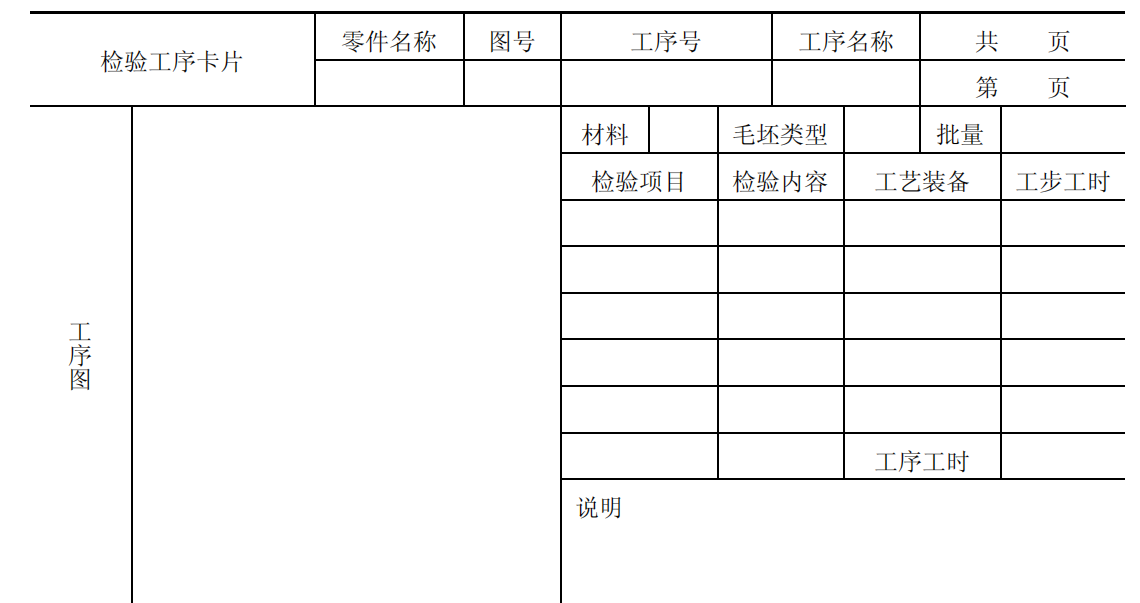 检验工序卡片 零件名称 图号 工序号 工序名称 共 页
第 页
材料 毛坯类型 批量
检验项目 检验内容 工艺装备 工步工时
工序图
工序工时
说明